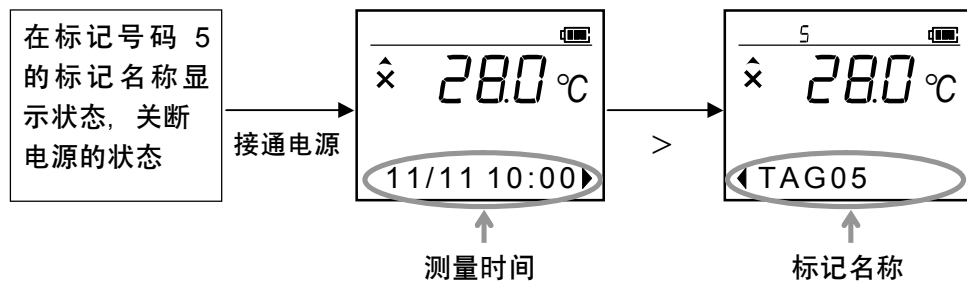 在标记号码 5
的标记名称显
示状态, 关断
电源的状态
接通电源
x̂ 28.0 ℃
11/11 10:00
测量时间
>
5
x̂ 28.0 ℃
TAG05
标记名称